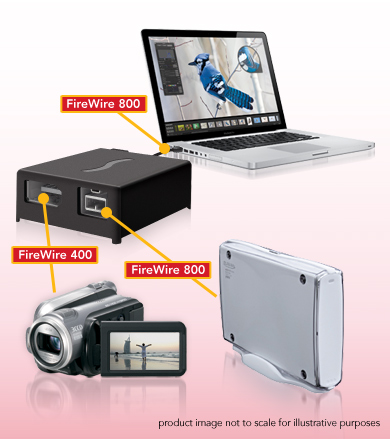 FireWire 800
FireWire 400
FireWire 800
product image not to scale for illustrative purposes